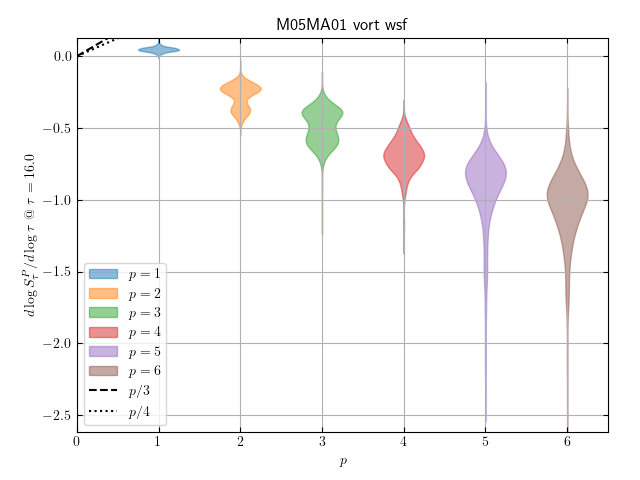 M05MA01 vort wsf
d log S_τ^P / d log τ @ τ = 16.0
0.0
−0.5
−1.0
−1.5
−2.0
−2.5
p = 1
p = 2
p = 3
p = 4
p = 5
p = 6
p/3
p/4
0 1 2 3 4 5 6
p